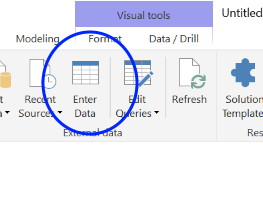 Visual tools
Untitled
Modeling
Format
Data / Drill
Recent
Sources
Enter
Data
Edit
Queries
Refresh
Solution
Template
External data